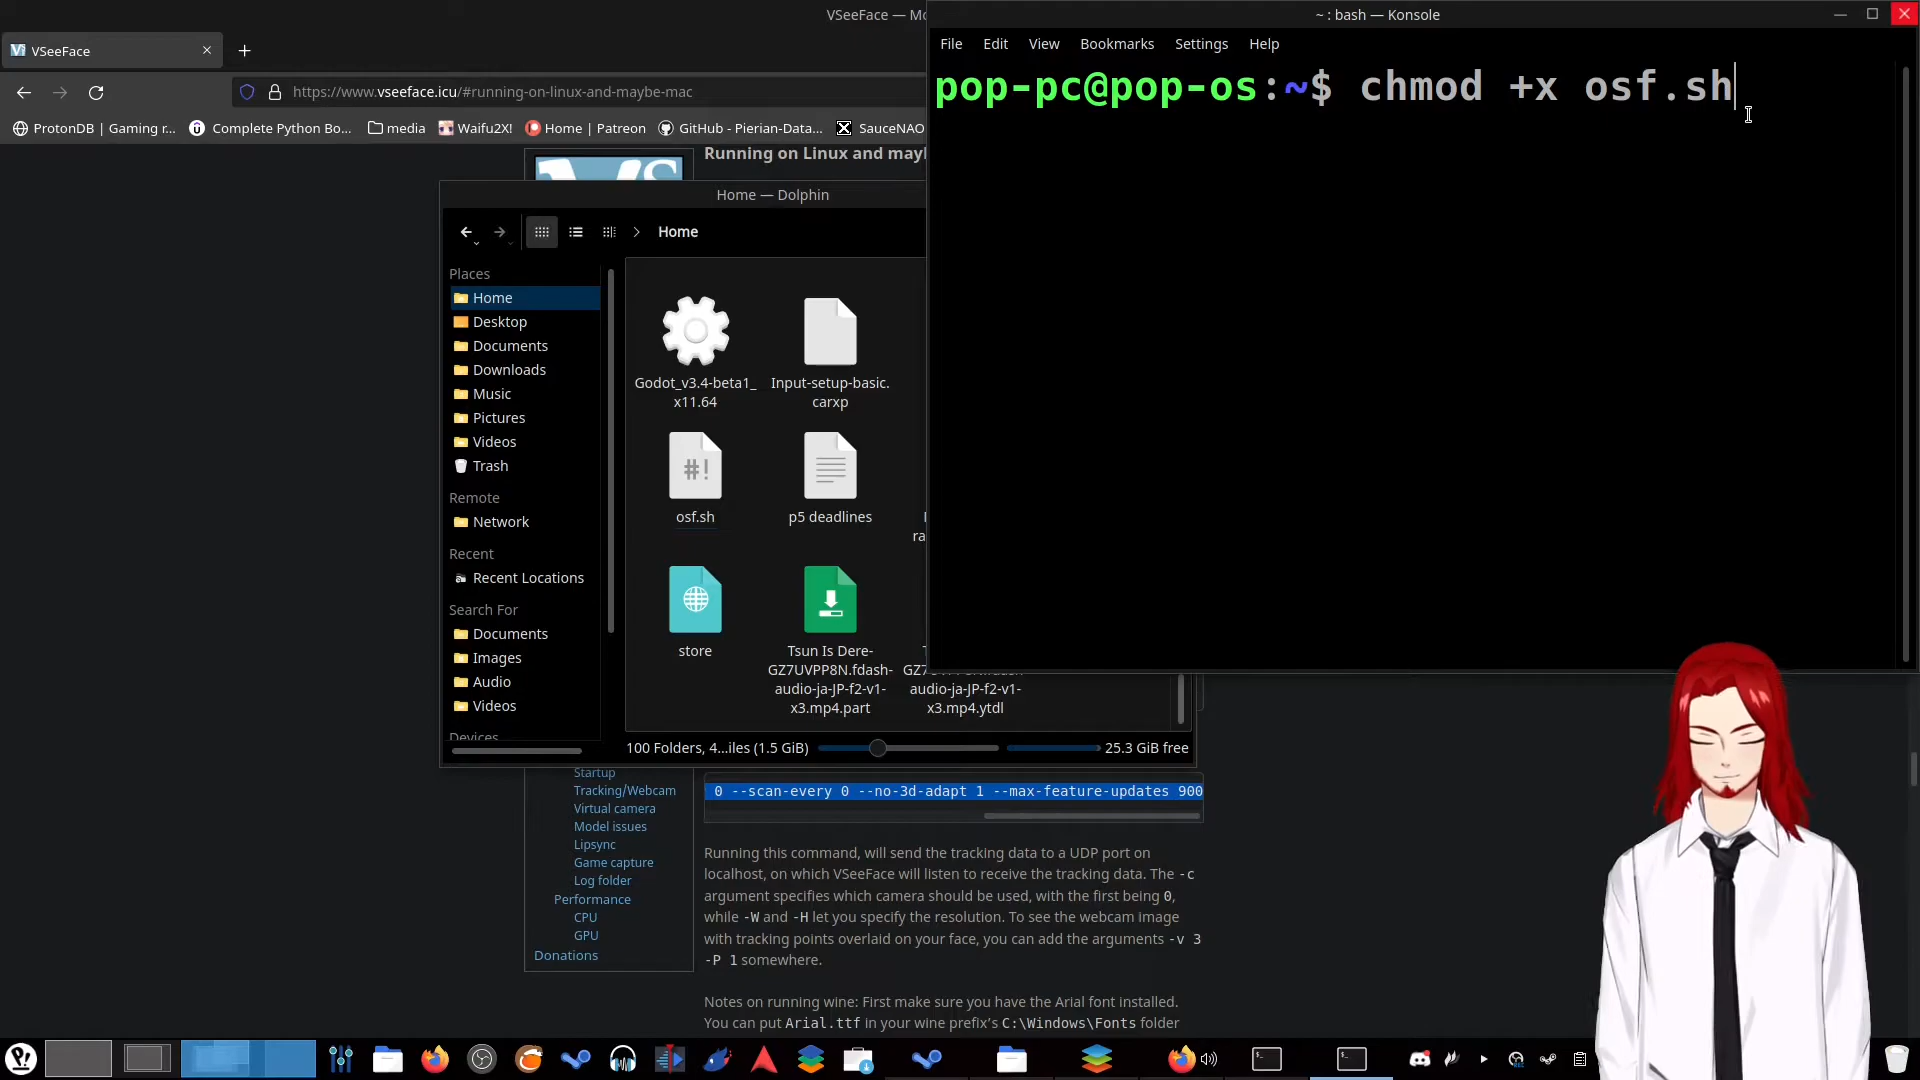 VSeeFace — Mo
~ : bash — Konsole
VSeeFace
File Edit View Bookmarks Settings Help
https://www.vseeface.icu/#running-on-linux-and-maybe-mac
pop-pc@pop-os:~$ chmod +x osf.sh
ProtonDB | Gaming r... Complete Python Bo... media Waifu2X! Home | Patreon GitHub - Pierian-Data... SauceNAO
Running on Linux and may
Home — Dolphin
Home
Places
Home
Desktop
Documents
Downloads
Music
Pictures
Videos
Trash
Remote
Network
Recent
Recent Locations
Search For
Documents
Images
Audio
Videos
Devices
Godot_v3.4-beta1_
x11.64
Input-setup-basic.
carxp
osf.sh
p5 deadlines
ra
store
Tsun Is Dere-
GZ7UVPP8N.fdash-
audio-ja-JP-f2-v1-
x3.mp4.part
GZ7UVPP8N.fdash-
audio-ja-JP-f2-v1-
x3.mp4.ytdl
100 Folders, 4...iles (1.5 GiB)
25.3 GiB free
Startup
Tracking/Webcam
Virtual camera
Model issues
Lipsync
Game capture
Log folder
Performance
CPU
GPU
Donations
0 --scan-every 0 --no-3d-adapt 1 --max-feature-updates 900
Running this command, will send the tracking data to a UDP port on
localhost, on which VSeeFace will listen to receive the tracking data. The -c
argument specifies which camera should be used, with the first being 0,
while -W and -H let you specify the resolution. To see the webcam image
with tracking points overlaid on your face, you can add the arguments -v 3
-P 1 somewhere.
Notes on running wine: First make sure you have the Arial font installed.
You can put Arial.ttf in your wine prefix's C:\Windows\Fonts folder